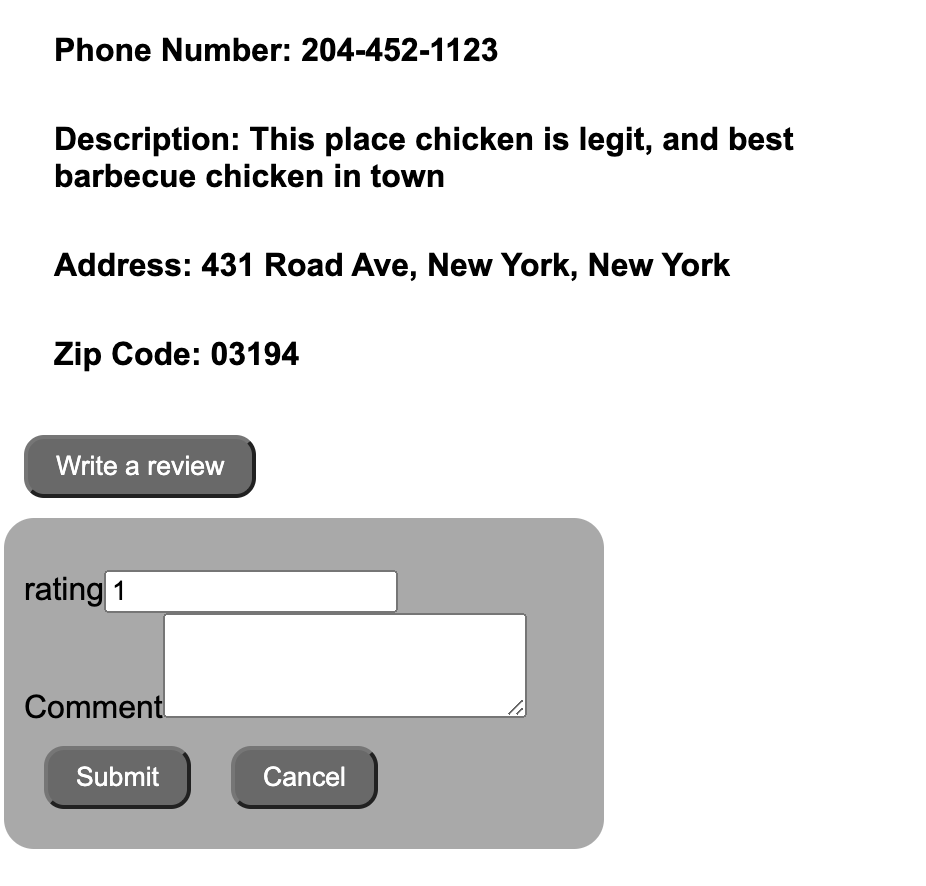 Phone Number: 204-452-1123
Description: This place chicken is legit, and best
barbecue chicken in town
Address: 431 Road Ave, New York, New York
Zip Code: 03194
Write a review
rating 1
Comment
Submit Cancel